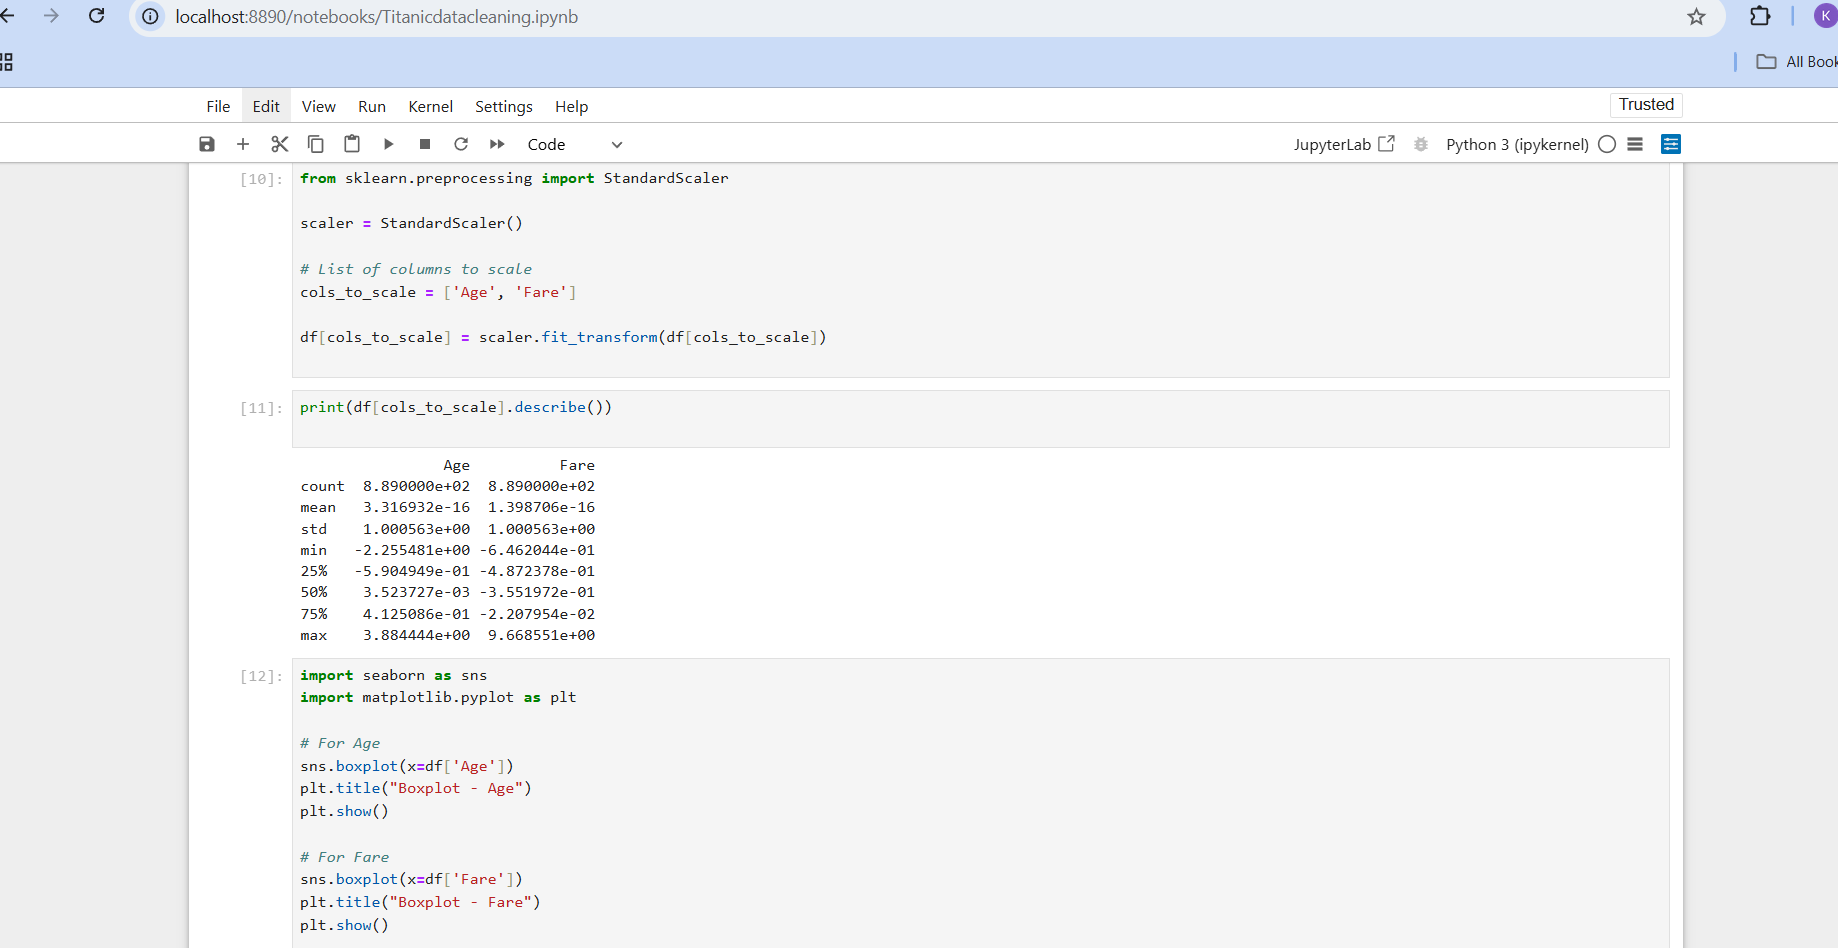 localhost:8890/notebooks/Titanicdatacleaning.ipynb
K
All Book
File Edit View Run Kernel Settings Help
Trusted
Code
JupyterLab
Python 3 (ipykernel)
[10]:
from sklearn.preprocessing import StandardScaler
scaler = StandardScaler()
# List of columns to scale
cols_to_scale = ['Age', 'Fare']
df[cols_to_scale] = scaler.fit_transform(df[cols_to_scale])
[11]:
print(df[cols_to_scale].describe())
Age Fare
count 8.890000e+02 8.890000e+02
mean 3.316932e-16 1.398706e-16
std 1.000563e+00 1.000563e+00
min -2.255481e+00 -6.462044e-01
25% -5.904949e-01 -4.872378e-01
50% 3.523727e-03 -3.551972e-01
75% 4.125086e-01 -2.207954e-02
max 3.884444e+00 9.668551e+00
[12]:
import seaborn as sns
import matplotlib.pyplot as plt
# For Age
sns.boxplot(x=df['Age'])
plt.title("Boxplot - Age")
plt.show()
# For Fare
sns.boxplot(x=df['Fare'])
plt.title("Boxplot - Fare")
plt.show()